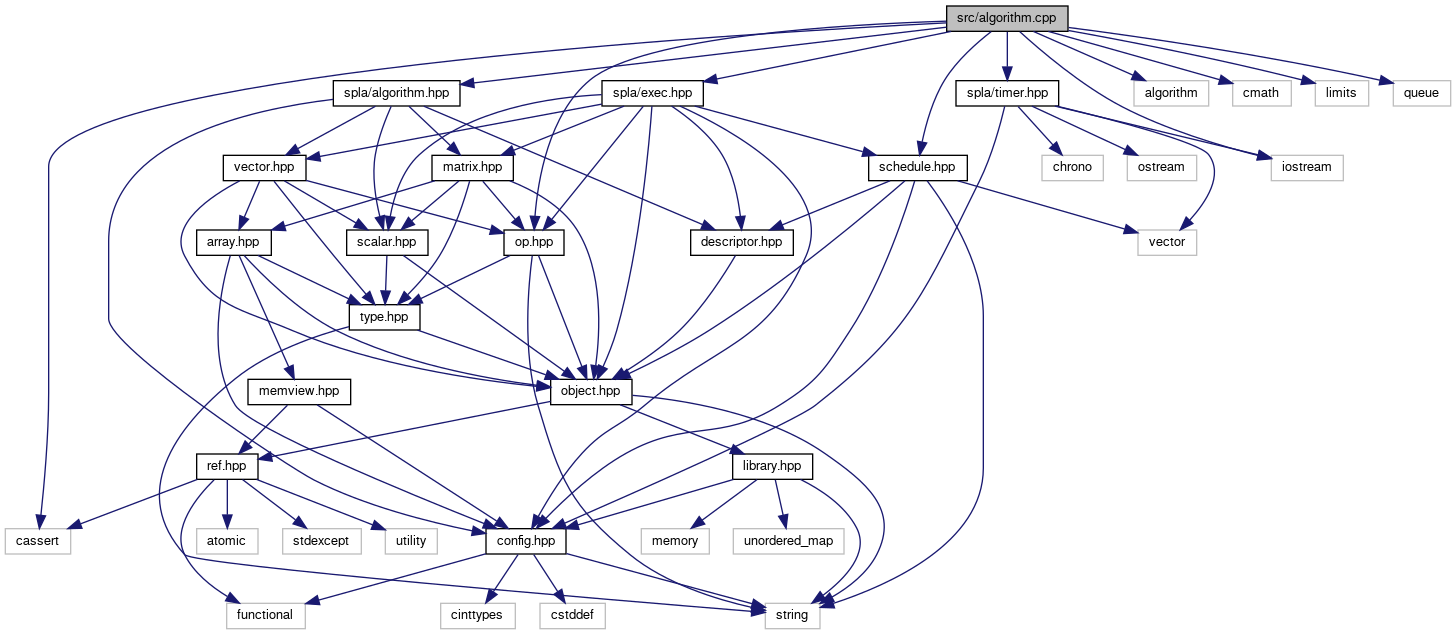 src/algorithm.cpp
spla/algorithm.hpp
spla/exec.hpp
spla/timer.hpp
algorithm
cmath
limits
queue
vector.hpp
matrix.hpp
schedule.hpp
chrono
ostream
iostream
array.hpp
scalar.hpp
op.hpp
descriptor.hpp
vector
type.hpp
memview.hpp
object.hpp
ref.hpp
library.hpp
cassert
atomic
stdexcept
utility
config.hpp
memory
unordered_map
functional
cinttypes
cstddef
string